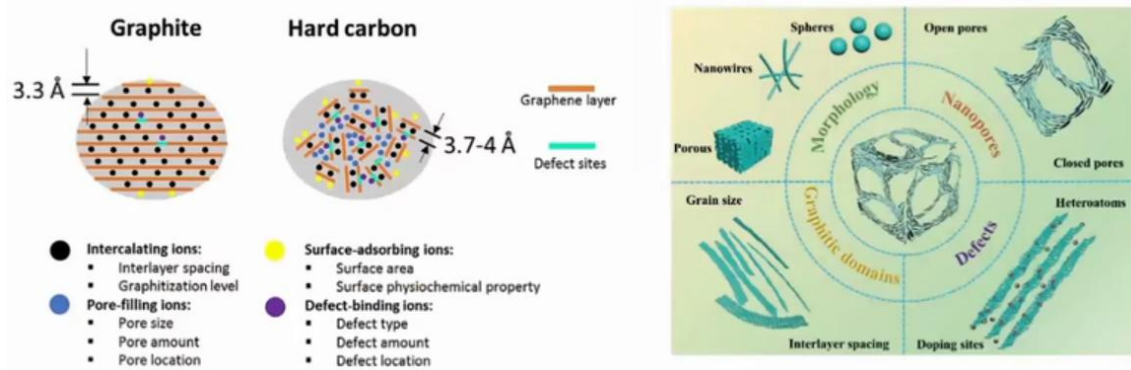 Graphite
Hard carbon
3.3 Å
3.7-4 Å
Graphene layer
Defect sites
Intercalating ions:
▪ Interlayer spacing
▪ Graphitization level
Pore-filling ions:
▪ Pore size
▪ Pore amount
▪ Pore location
Surface-adsorbing ions:
▪ Surface area
▪ Surface physiochemical property
Defect-binding ions:
▪ Defect type
▪ Defect amount
▪ Defect location
Spheres
Nanowires
Porous
Morphology
Open pores
Nanopores
Closed pores
Grain size
Graphitic domains
Interlayer spacing
Heteroatoms
Defects
Doping sites